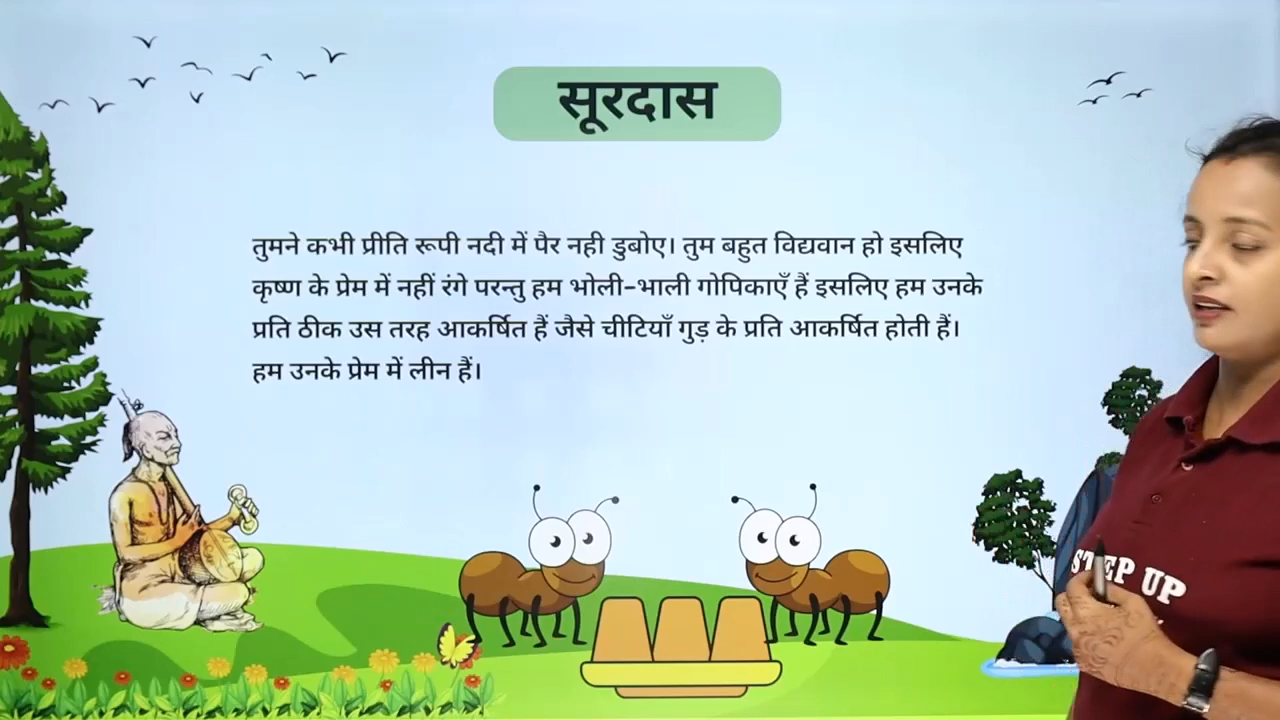 सूरदास
तुमने कभी प्रीति रूपी नदी में पैर नही डुबोए। तुम बहुत विद्यवान हो इसलिए
कृष्ण के प्रेम में नहीं रंगे परन्तु हम भोली-भाली गोपिकाएँ हैं इसलिए हम उनके
प्रति ठीक उस तरह आकर्षित हैं जैसे चीटियाँ गुड़ के प्रति आकर्षित होती हैं।
हम उनके प्रेम में लीन हैं।
STEP UP